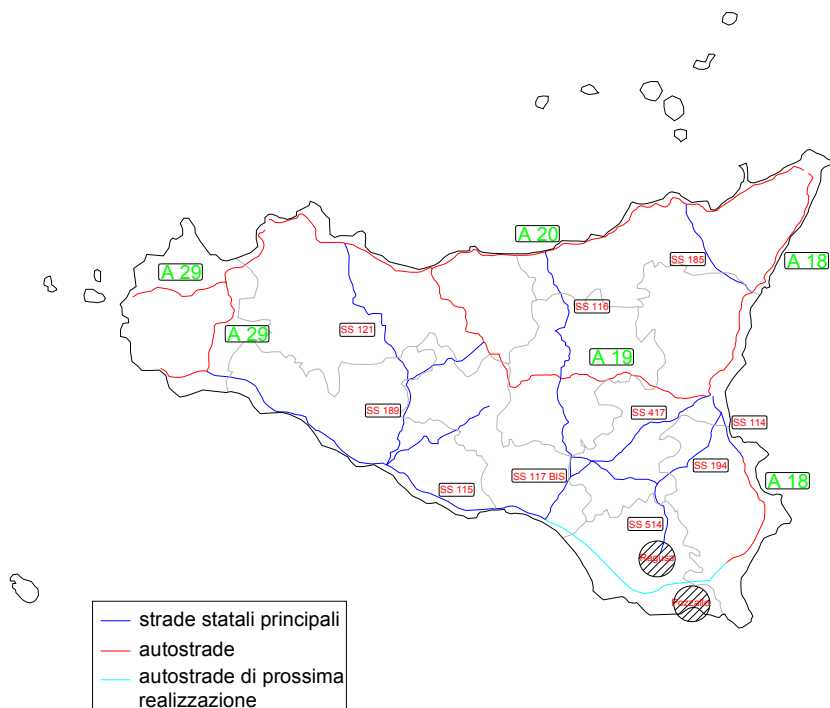 A 20
SS 185
A 18
A 29
SS 116
A 29
SS 121
A 19
SS 189
SS 417
SS 114
SS 194
SS 117 BIS
A 18
SS 115
SS 514
Ragusa
Pozzallo
strade statali principali
autostrade
autostrade di prossima
realizzazione